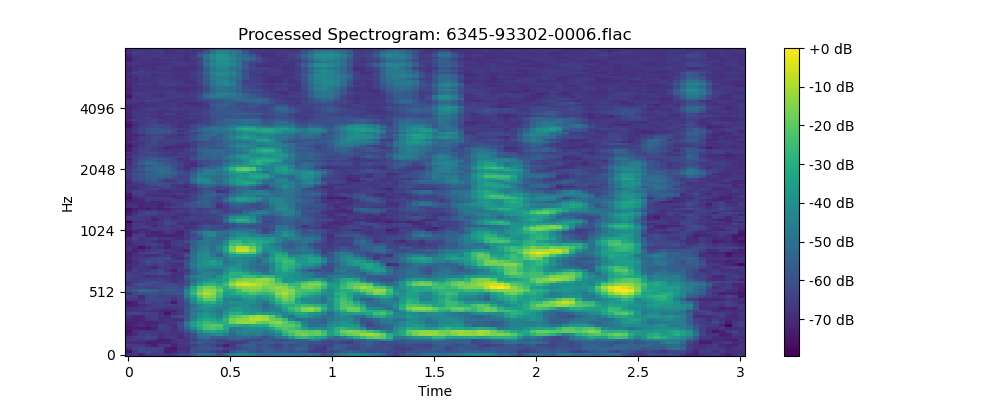 Processed Spectrogram: 6345-93302-0006.flac
+0 dB
-10 dB
-20 dB
-30 dB
-40 dB
-50 dB
-60 dB
-70 dB
4096
2048
1024
512
0
Hz
0 0.5 1 1.5 2 2.5 3
Time